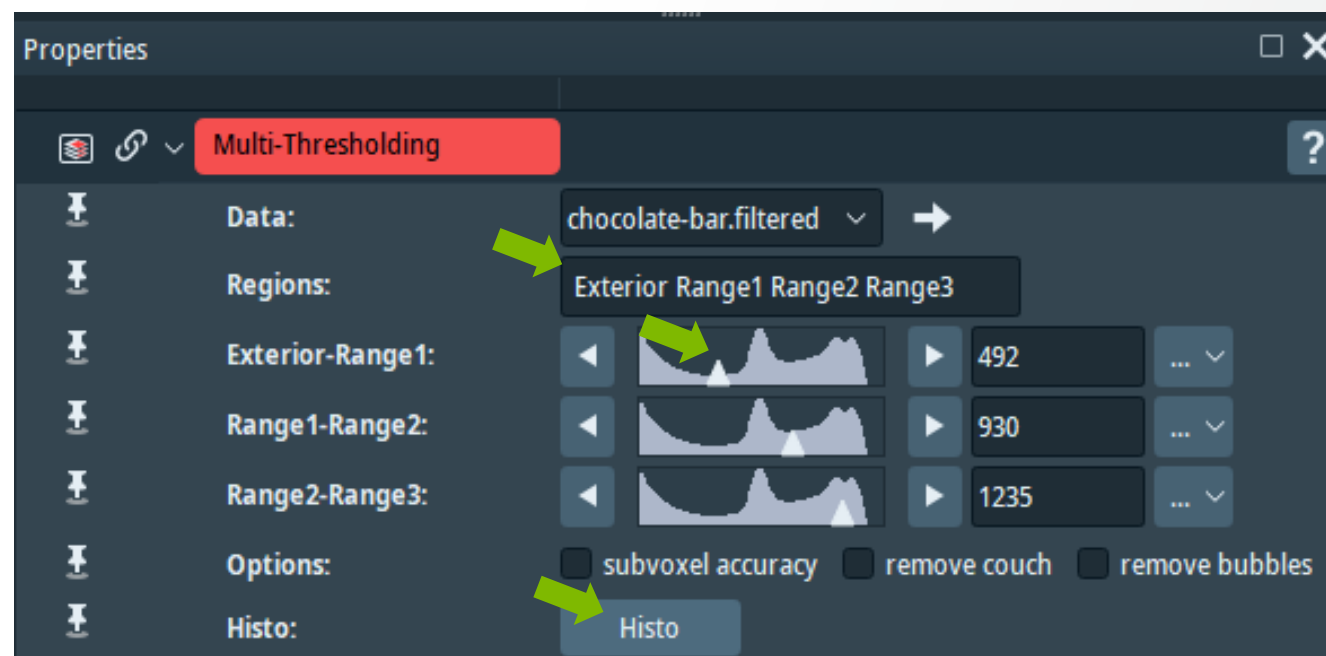 Properties
Multi-Thresholding
?
Data: chocolate-bar.filtered
Regions: Exterior Range1 Range2 Range3
Exterior-Range1: 492 ...
Range1-Range2: 930 ...
Range2-Range3: 1235 ...
Options: subvoxel accuracy remove couch remove bubbles
Histo: Histo